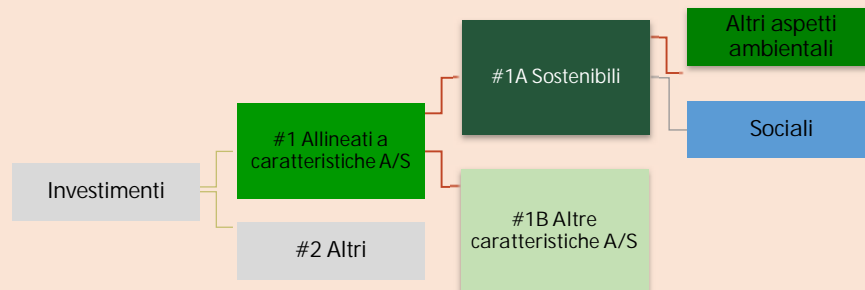 Investimenti
#1 Allineati a
caratteristiche A/S
#2 Altri
#1A Sostenibili
#1B Altre
caratteristiche A/S
Altri aspetti
ambientali
Sociali